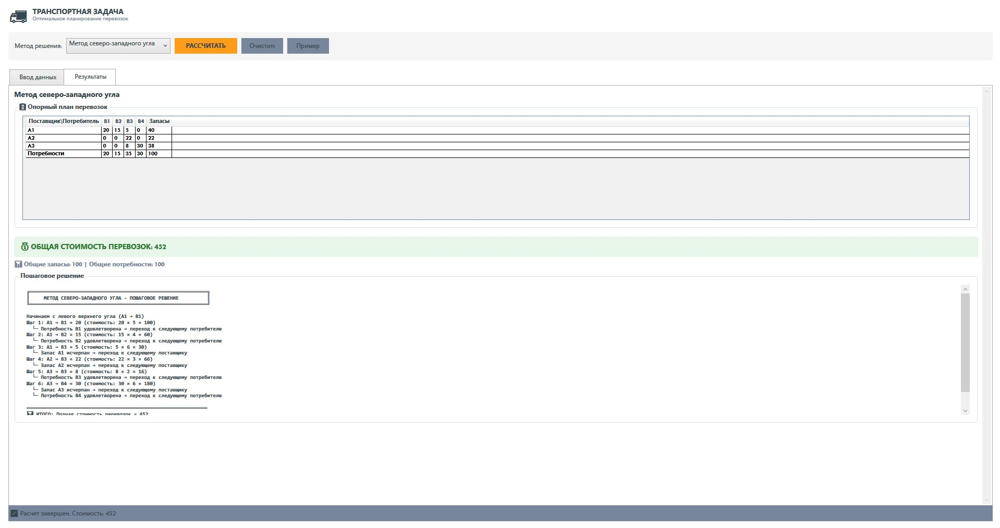 ТРАНСПОРТНАЯ ЗАДАЧА
Оптимальное планирование перевозок
Метод решения: Метод северо-западного угла РАССЧИТАТЬ Очистить Пример
Ввод данных Результаты
Метод северо-западного угла
Опорный план перевозок
Поставщик\Потребитель B1 B2 B3 B4 Запасы
A1 20 15 5 0 40
A2 0 0 22 0 22
A3 0 0 8 30 38
Потребности 20 15 35 30 100
ОБЩАЯ СТОИМОСТЬ ПЕРЕВОЗОК: 452
Общие запасы: 100 | Общие потребности: 100
Пошаговое решение
МЕТОД СЕВЕРО-ЗАПАДНОГО УГЛА - ПОШАГОВОЕ РЕШЕНИЕ
Начинаем с левого верхнего угла (A1 → B1)
Шаг 1: A1 → B1 = 20 (стоимость: 20 × 5 = 100)
└─ Потребность B1 удовлетворена → переход к следующему потребителю
Шаг 2: A1 → B2 = 15 (стоимость: 15 × 4 = 60)
└─ Потребность B2 удовлетворена → переход к следующему потребителю
Шаг 3: A1 → B3 = 5 (стоимость: 5 × 6 = 30)
└─ Запас A1 исчерпан → переход к следующему поставщику
Шаг 4: A2 → B3 = 22 (стоимость: 22 × 3 = 66)
└─ Запас A2 исчерпан → переход к следующему поставщику
Шаг 5: A3 → B3 = 8 (стоимость: 8 × 2 = 16)
└─ Потребность B3 удовлетворена → переход к следующему потребителю
Шаг 6: A3 → B4 = 30 (стоимость: 30 × 6 = 180)
└─ Запас A3 исчерпан → переход к следующему поставщику
└─ Потребность B4 удовлетворена → переход к следующему потребителю
ИТОГО: Полная стоимость перевозок = 452
Расчет завершен. Стоимость: 452